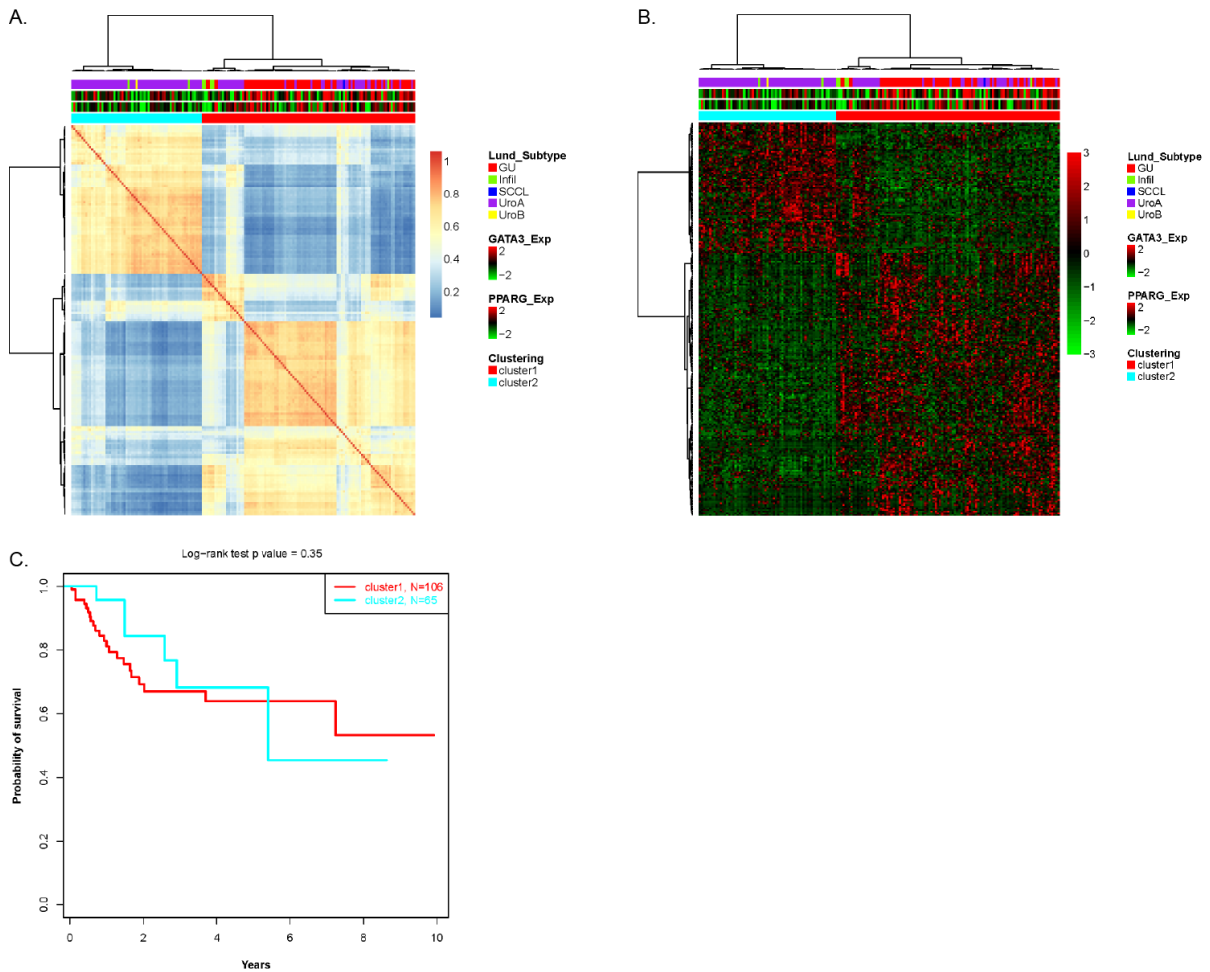 A.
1
0.8
0.6
0.4
0.2
Lund_Subtype
GU
Infil
SCCL
UroA
UroB
GATA3_Exp
2
−2
PPARG_Exp
2
−2
Clustering
cluster1
cluster2
B.
3
2
1
0
−1
−2
−3
Lund_Subtype
GU
Infil
SCCL
UroA
UroB
GATA3_Exp
2
−2
PPARG_Exp
2
−2
Clustering
cluster1
cluster2
C.
Log−rank test p value = 0.35
cluster1, N=106
cluster2, N=65
Probability of survival
1.0
0.8
0.6
0.4
0.2
0.0
0 2 4 6 8 10
Years